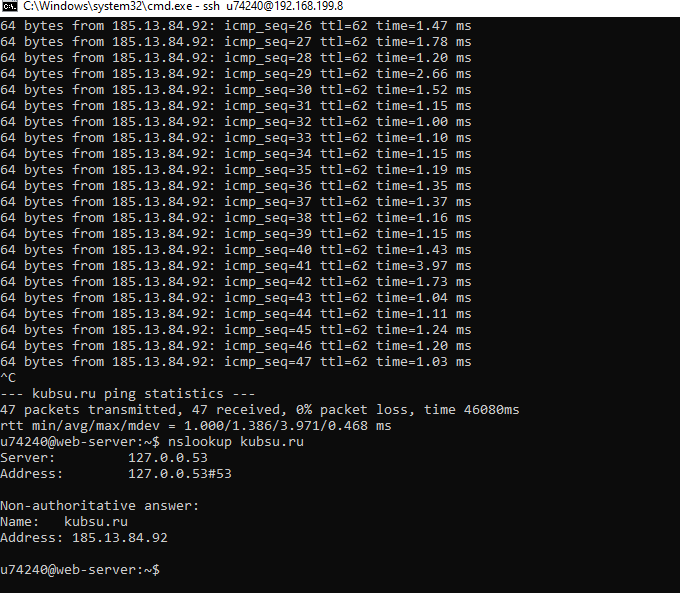 C:\Windows\system32\cmd.exe - ssh u74240@192.168.199.8
64 bytes from 185.13.84.92: icmp_seq=26 ttl=62 time=1.47 ms
64 bytes from 185.13.84.92: icmp_seq=27 ttl=62 time=1.78 ms
64 bytes from 185.13.84.92: icmp_seq=28 ttl=62 time=1.20 ms
64 bytes from 185.13.84.92: icmp_seq=29 ttl=62 time=2.66 ms
64 bytes from 185.13.84.92: icmp_seq=30 ttl=62 time=1.52 ms
64 bytes from 185.13.84.92: icmp_seq=31 ttl=62 time=1.15 ms
64 bytes from 185.13.84.92: icmp_seq=32 ttl=62 time=1.00 ms
64 bytes from 185.13.84.92: icmp_seq=33 ttl=62 time=1.10 ms
64 bytes from 185.13.84.92: icmp_seq=34 ttl=62 time=1.15 ms
64 bytes from 185.13.84.92: icmp_seq=35 ttl=62 time=1.19 ms
64 bytes from 185.13.84.92: icmp_seq=36 ttl=62 time=1.35 ms
64 bytes from 185.13.84.92: icmp_seq=37 ttl=62 time=1.37 ms
64 bytes from 185.13.84.92: icmp_seq=38 ttl=62 time=1.16 ms
64 bytes from 185.13.84.92: icmp_seq=39 ttl=62 time=1.15 ms
64 bytes from 185.13.84.92: icmp_seq=40 ttl=62 time=1.43 ms
64 bytes from 185.13.84.92: icmp_seq=41 ttl=62 time=3.97 ms
64 bytes from 185.13.84.92: icmp_seq=42 ttl=62 time=1.73 ms
64 bytes from 185.13.84.92: icmp_seq=43 ttl=62 time=1.04 ms
64 bytes from 185.13.84.92: icmp_seq=44 ttl=62 time=1.11 ms
64 bytes from 185.13.84.92: icmp_seq=45 ttl=62 time=1.24 ms
64 bytes from 185.13.84.92: icmp_seq=46 ttl=62 time=1.20 ms
64 bytes from 185.13.84.92: icmp_seq=47 ttl=62 time=1.03 ms
^C
--- kubsu.ru ping statistics ---
47 packets transmitted, 47 received, 0% packet loss, time 46080ms
rtt min/avg/max/mdev = 1.000/1.386/3.971/0.468 ms
u74240@web-server:~$ nslookup kubsu.ru
Server:         127.0.0.53
Address:        127.0.0.53#53

Non-authoritative answer:
Name:   kubsu.ru
Address: 185.13.84.92

u74240@web-server:~$